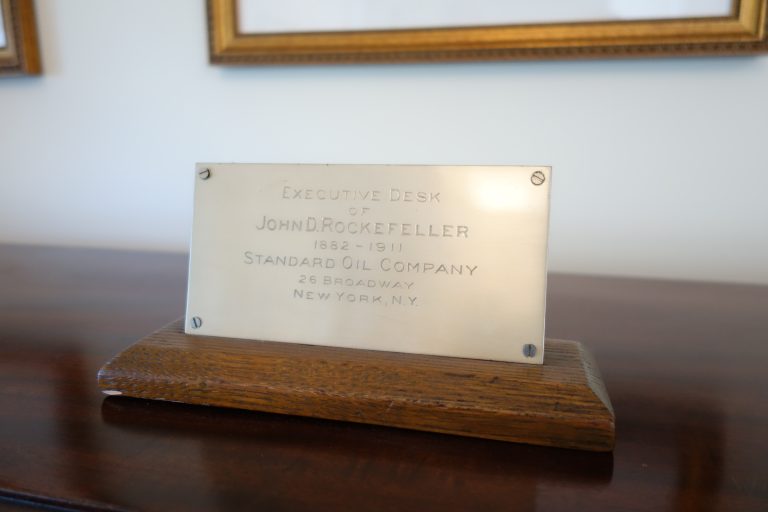 EXECUTIVE DESK
OF
JOHN D. ROCKEFELLER
1882 - 1911
STANDARD OIL COMPANY
26 BROADWAY
NEW YORK, N.Y.